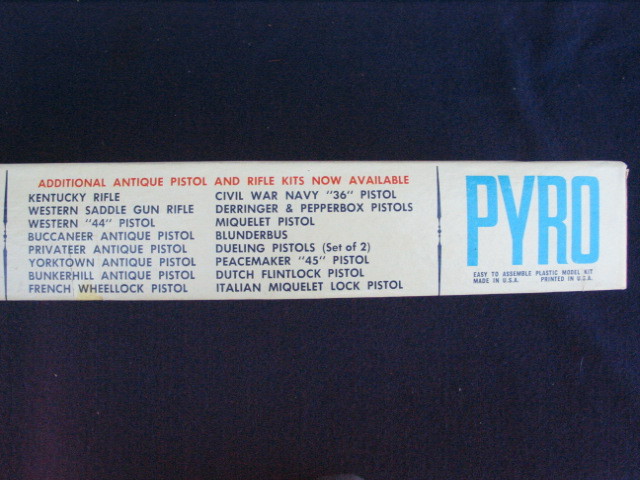 ADDITIONAL ANTIQUE PISTOL AND RIFLE KITS NOW AVAILABLE
KENTUCKY RIFLE
WESTERN SADDLE GUN RIFLE
WESTERN "44" PISTOL
BUCCANEER ANTIQUE PISTOL
PRIVATEER ANTIQUE PISTOL
YORKTOWN ANTIQUE PISTOL
BUNKERHILL ANTIQUE PISTOL
FRENCH WHEELLOCK PISTOL
CIVIL WAR NAVY "36" PISTOL
DERRINGER & PEPPERBOX PISTOLS
MIQUELET PISTOL
BLUNDERBUS
DUELING PISTOLS (Set of 2)
PEACEMAKER "45" PISTOL
DUTCH FLINTLOCK PISTOL
ITALIAN MIQUELET LOCK PISTOL
PYRO
EASY TO ASSEMBLE PLASTIC MODEL KIT
MADE IN U.S.A. PRINTED IN U.S.A.